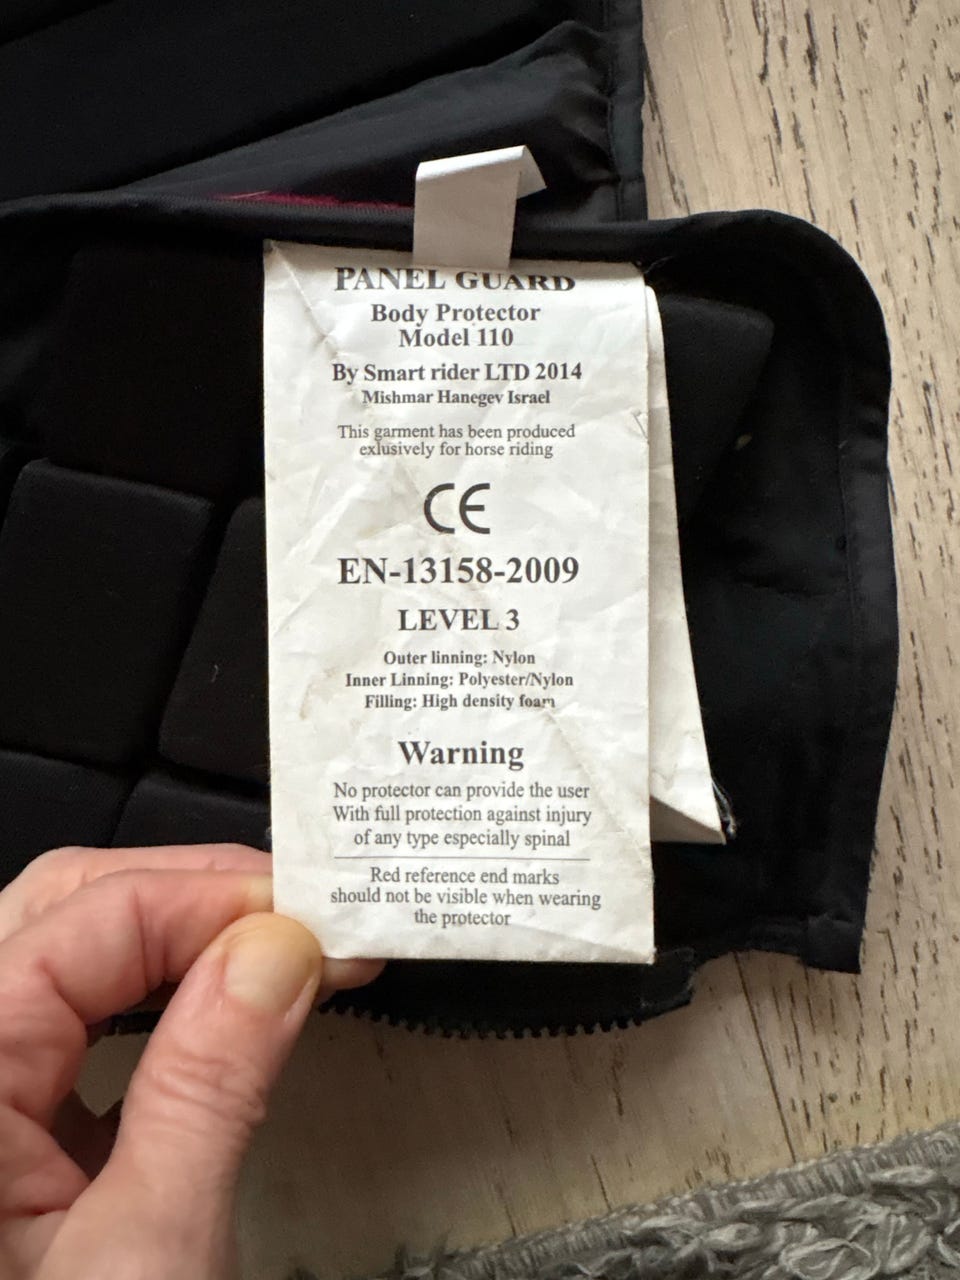 PANEL GUARD
Body Protector
Model 110
By Smart rider LTD 2014
Mishmar Hanegev Israel
This garment has been produced
exlusively for horse riding
CE
EN-13158-2009
LEVEL 3
Outer linning: Nylon
Inner Linning: Polyester/Nylon
Filling: High density foam
Warning
No protector can provide the user
With full protection against injury
of any type especially spinal
Red reference end marks
should not be visible when wearing
the protector